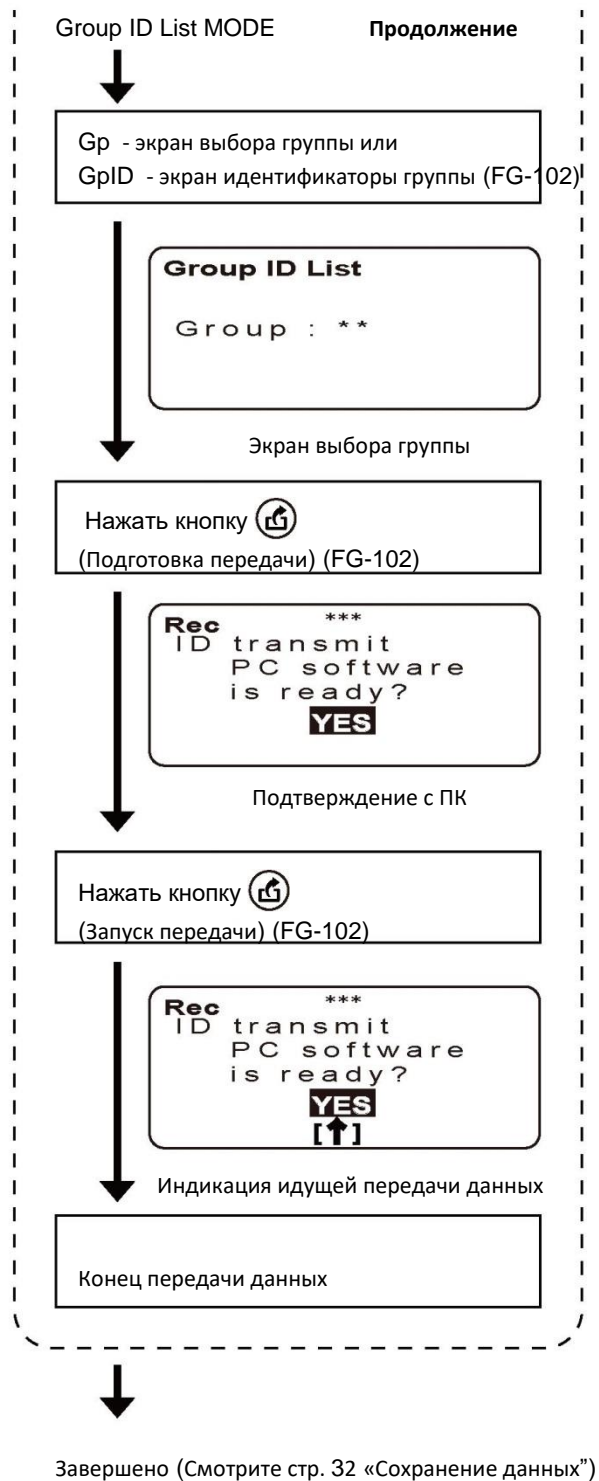 Group ID List MODE Продолжение
Gp - экран выбора группы или
GpID - экран идентификаторы группы (FG-102)
Group ID List
Group : **
Экран выбора группы
Нажать кнопку
(Подготовка передачи) (FG-102)
Rec ***
ID transmit
PC software
is ready?
YES
Подтверждение с ПК
Нажать кнопку
(Запуск передачи) (FG-102)
Rec ***
ID transmit
PC software
is ready?
YES
[↑]
Индикация идущей передачи данных
Конец передачи данных
Завершено (Смотрите стр. 32 «Сохранение данных”)